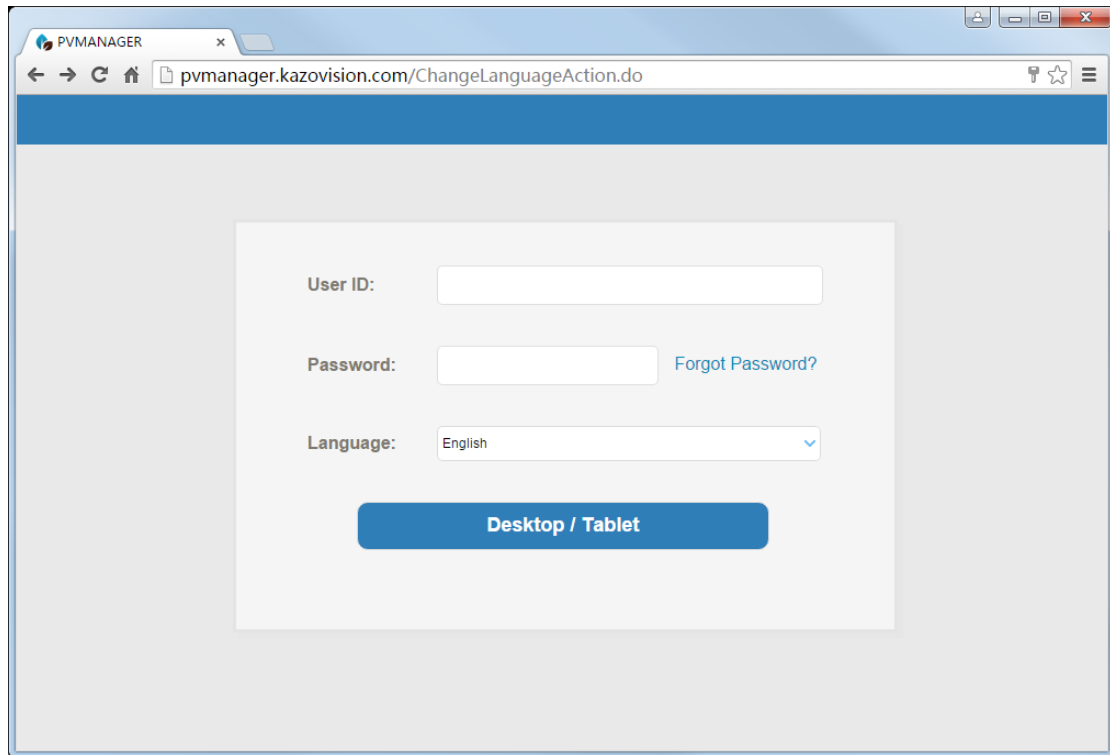 PVMANAGER
pvmanager.kazovision.com/ChangeLanguageAction.do
User ID:
Password: Forgot Password?
Language: English
Desktop / Tablet